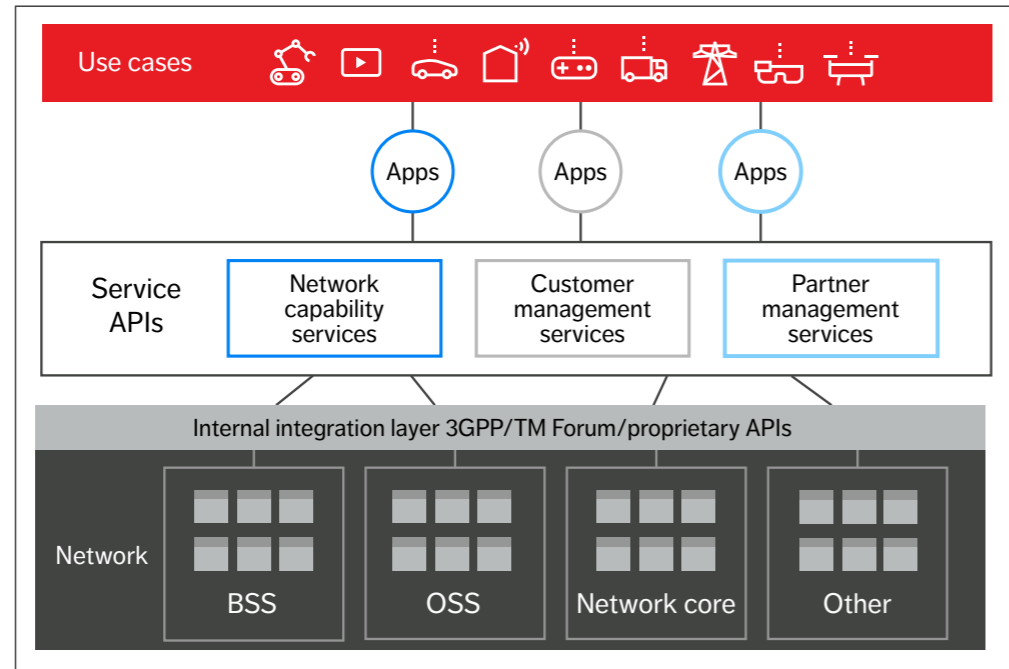 Use cases
Apps
Apps
Apps
Service
APIs
Network
capability
services
Customer
management
services
Partner
management
services
Internal integration layer 3GPP/TM Forum/proprietary APIs
Network
BSS
OSS
Network core
Other